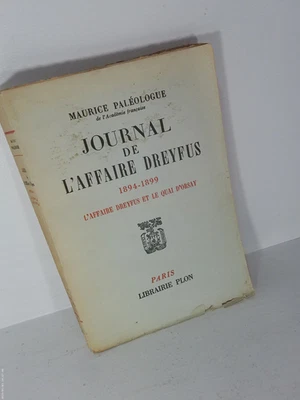 MAURICE PALÉOLOGUE
de l'Académie française
JOURNAL
DE
L'AFFAIRE DREYFUS
1894-1899
L'AFFAIRE DREYFUS ET LE QUAI D'ORSAY
PARIS
LIBRAIRIE PLON